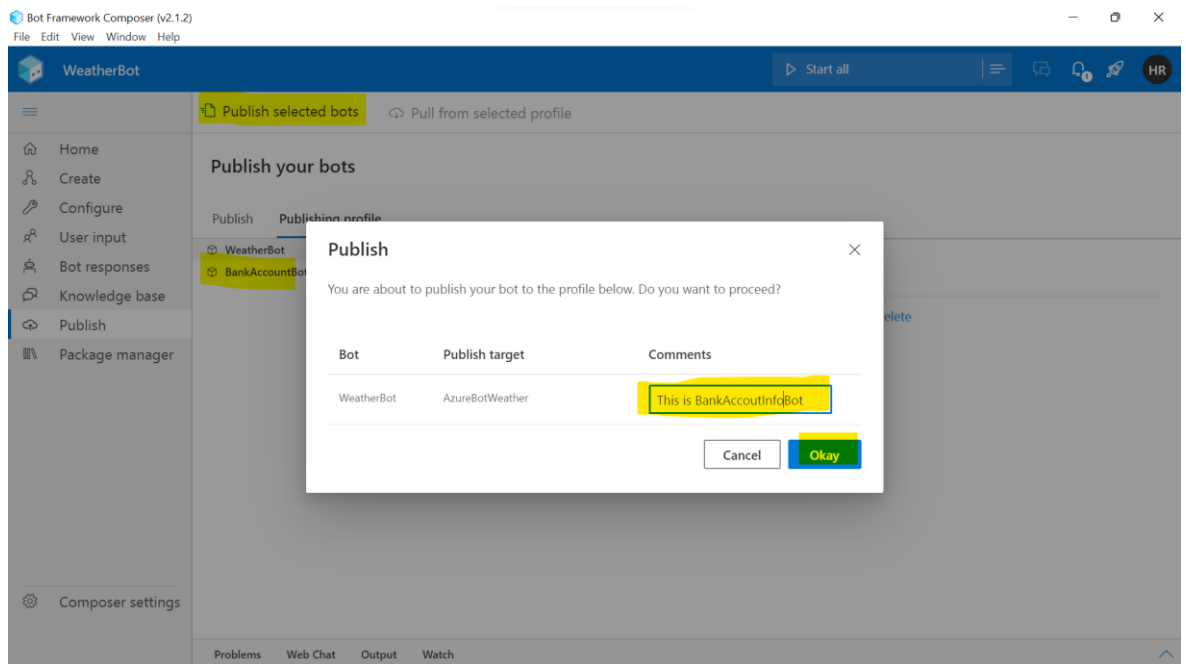 Bot Framework Composer (v2.1.2)
File Edit View Window Help
WeatherBot
Start all
1
HR
Publish selected bots
Pull from selected profile
Home
Create
Configure
User input
Bot responses
Knowledge base
Publish
Package manager
Publish your bots
Publish Publishing profile
WeatherBot
BankAccountBot
elete
Publish
You are about to publish your bot to the profile below. Do you want to proceed?
Bot Publish target Comments
WeatherBot AzureBotWeather This is BankAccoutInfoBot
Cancel Okay
Composer settings
Problems Web Chat Output Watch